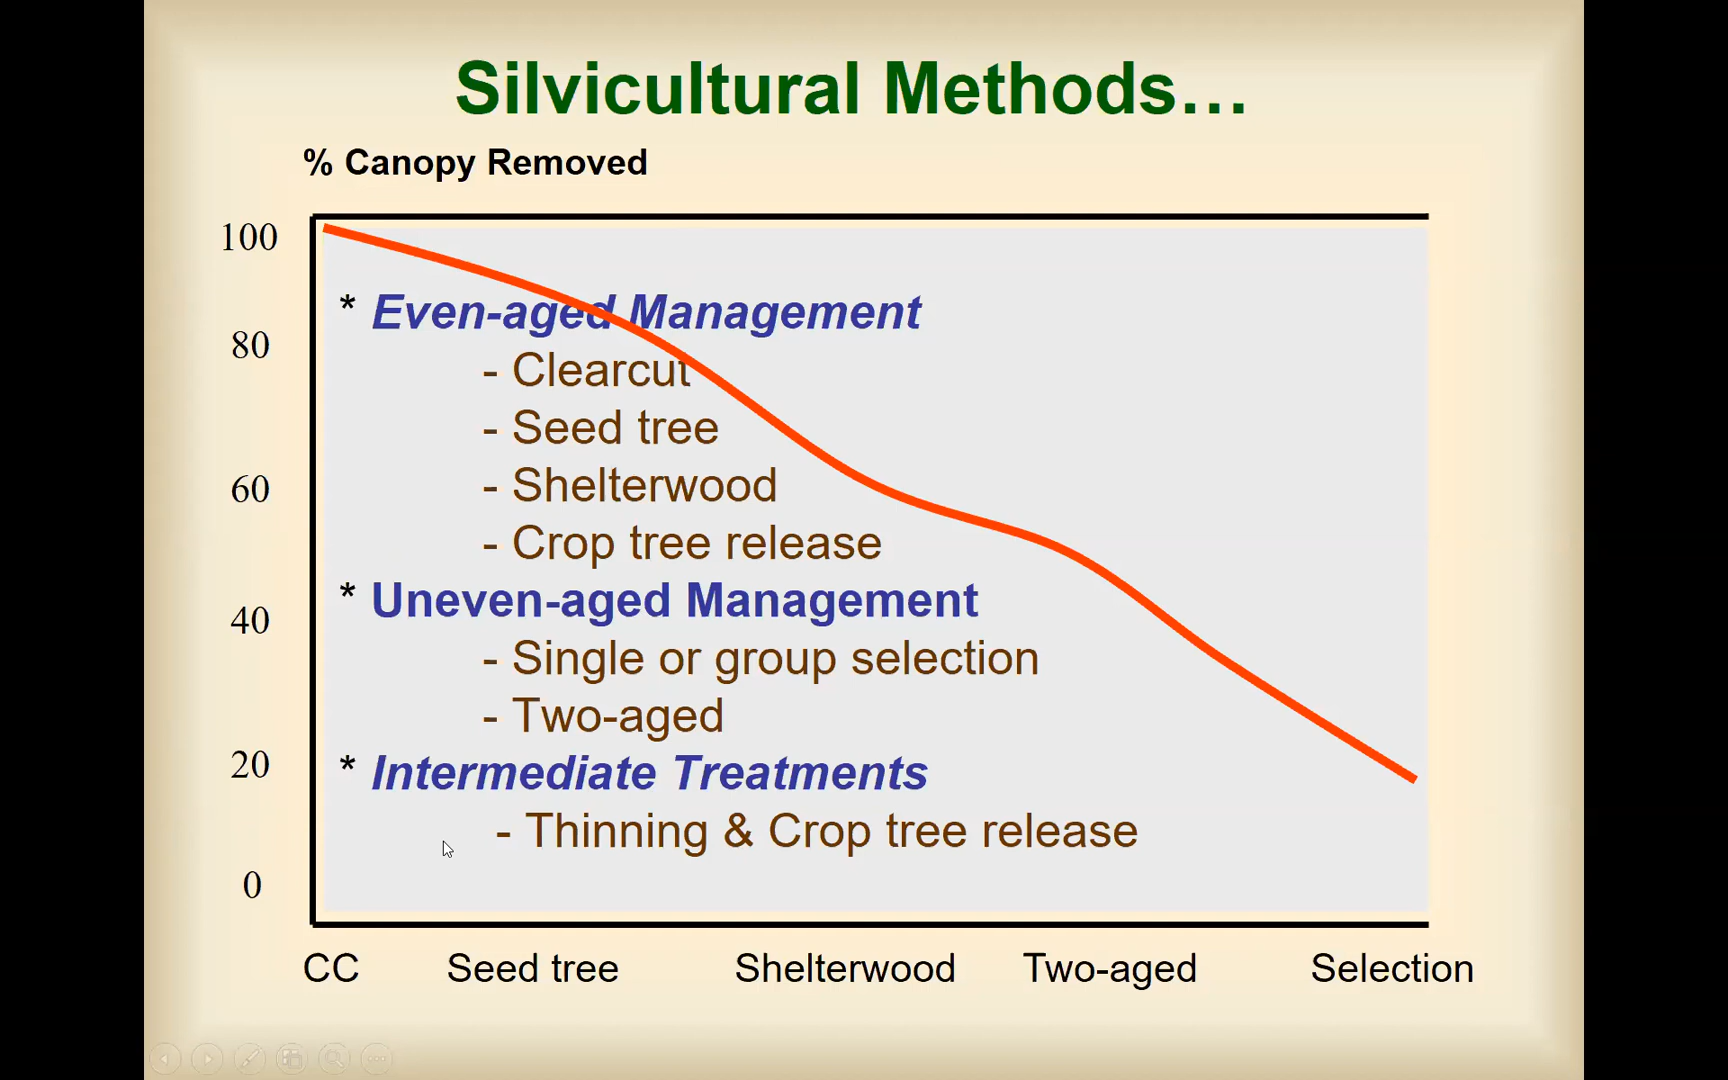 Silvicultural Methods…
% Canopy Removed
100
80
60
40
20
0
* Even-aged Management
- Clearcut
- Seed tree
- Shelterwood
- Crop tree release
* Uneven-aged Management
- Single or group selection
- Two-aged
* Intermediate Treatments
- Thinning & Crop tree release
CC Seed tree Shelterwood Two-aged Selection